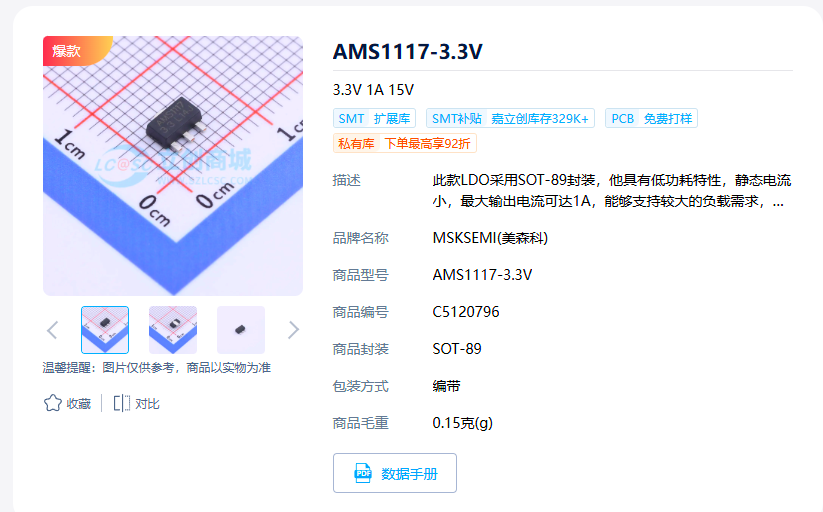 爆款
1cm
1c
0cm
0cm
立创商城
AMS1117-3.3V
3.3V 1A 15V
SMT 扩展库 SMT补贴 嘉立创库存329K+ PCB 免费打样
私有库 下单最高享92折
描述 此款LDO采用SOT-89封装，他具有低功耗特性，静态电流
小，最大输出电流可达1A，能够支持较大的负载需求，...
品牌名称 MSKSEMI(美森科)
商品型号 AMS1117-3.3V
商品编号 C5120796
商品封装 SOT-89
包装方式 编带
商品毛重 0.15克(g)
温馨提醒：图片仅供参考，商品以实物为准
收藏 对比
PDF 数据手册